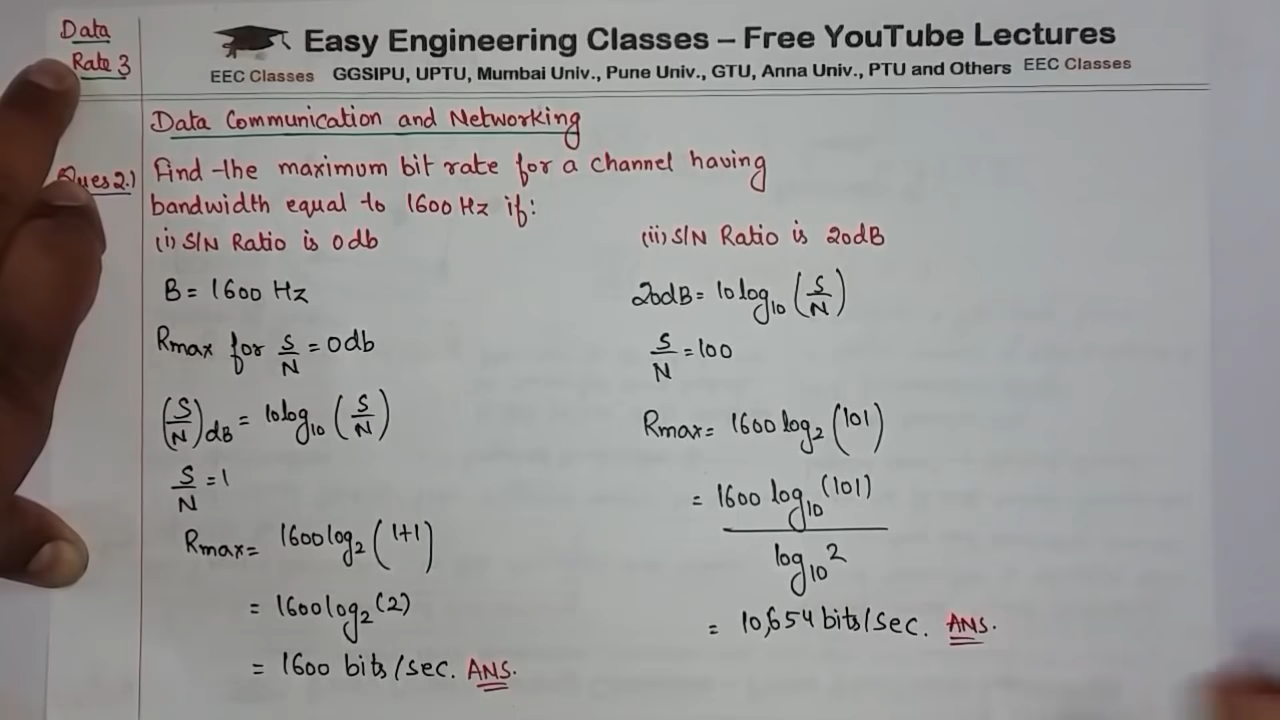 Data
Rate 3
Easy Engineering Classes – Free YouTube Lectures
EEC Classes GGSIPU, UPTU, Mumbai Univ., Pune Univ., GTU, Anna Univ., PTU and Others EEC Classes
Data Communication and Networking
Ques 2.) Find the maximum bit rate for a channel having
bandwidth equal to 1600 Hz if:
(i) S/N Ratio is 0db
B = 1600 Hz
Rmax for S/N = 0db
(S/N)dB = 10log10 (S/N)
S/N = 1
Rmax = 1600log2 (1+1)
= 1600log2(2)
= 1600 bits/sec. ANS.
(ii) S/N Ratio is 20dB
20dB = 10log10 (S/N)
S/N = 100
Rmax = 1600log2 (101)
= 1600 log10(101)
log10 2
= 10,654 bits/sec. ANS.